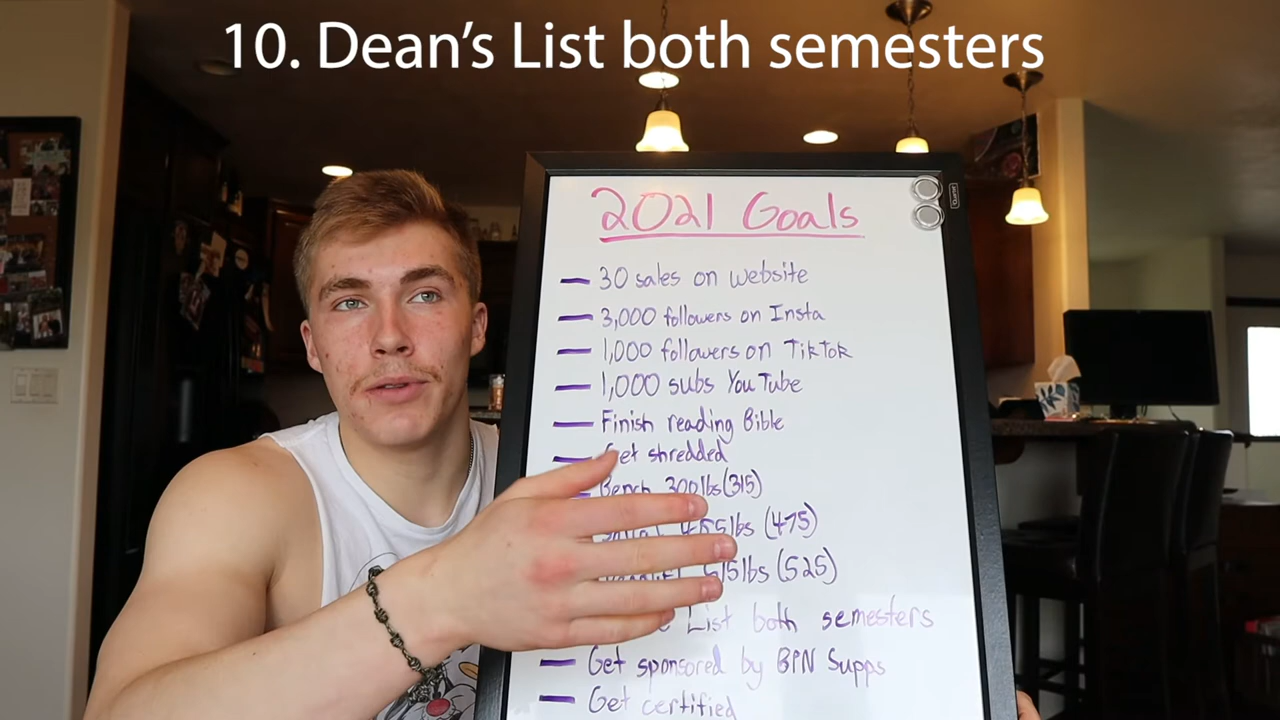 10. Dean's List both semesters
2021 Goals
— 30 sales on website
— 3,000 followers on Insta
— 1,000 followers on TikTok
— 1,000 subs YouTube
— Finish reading Bible
— Get shredded
— Bench 300lbs (315)
lbs (475)
515lbs (525)
List both semesters
— Get sponsored by BPN Supps
— Get certified